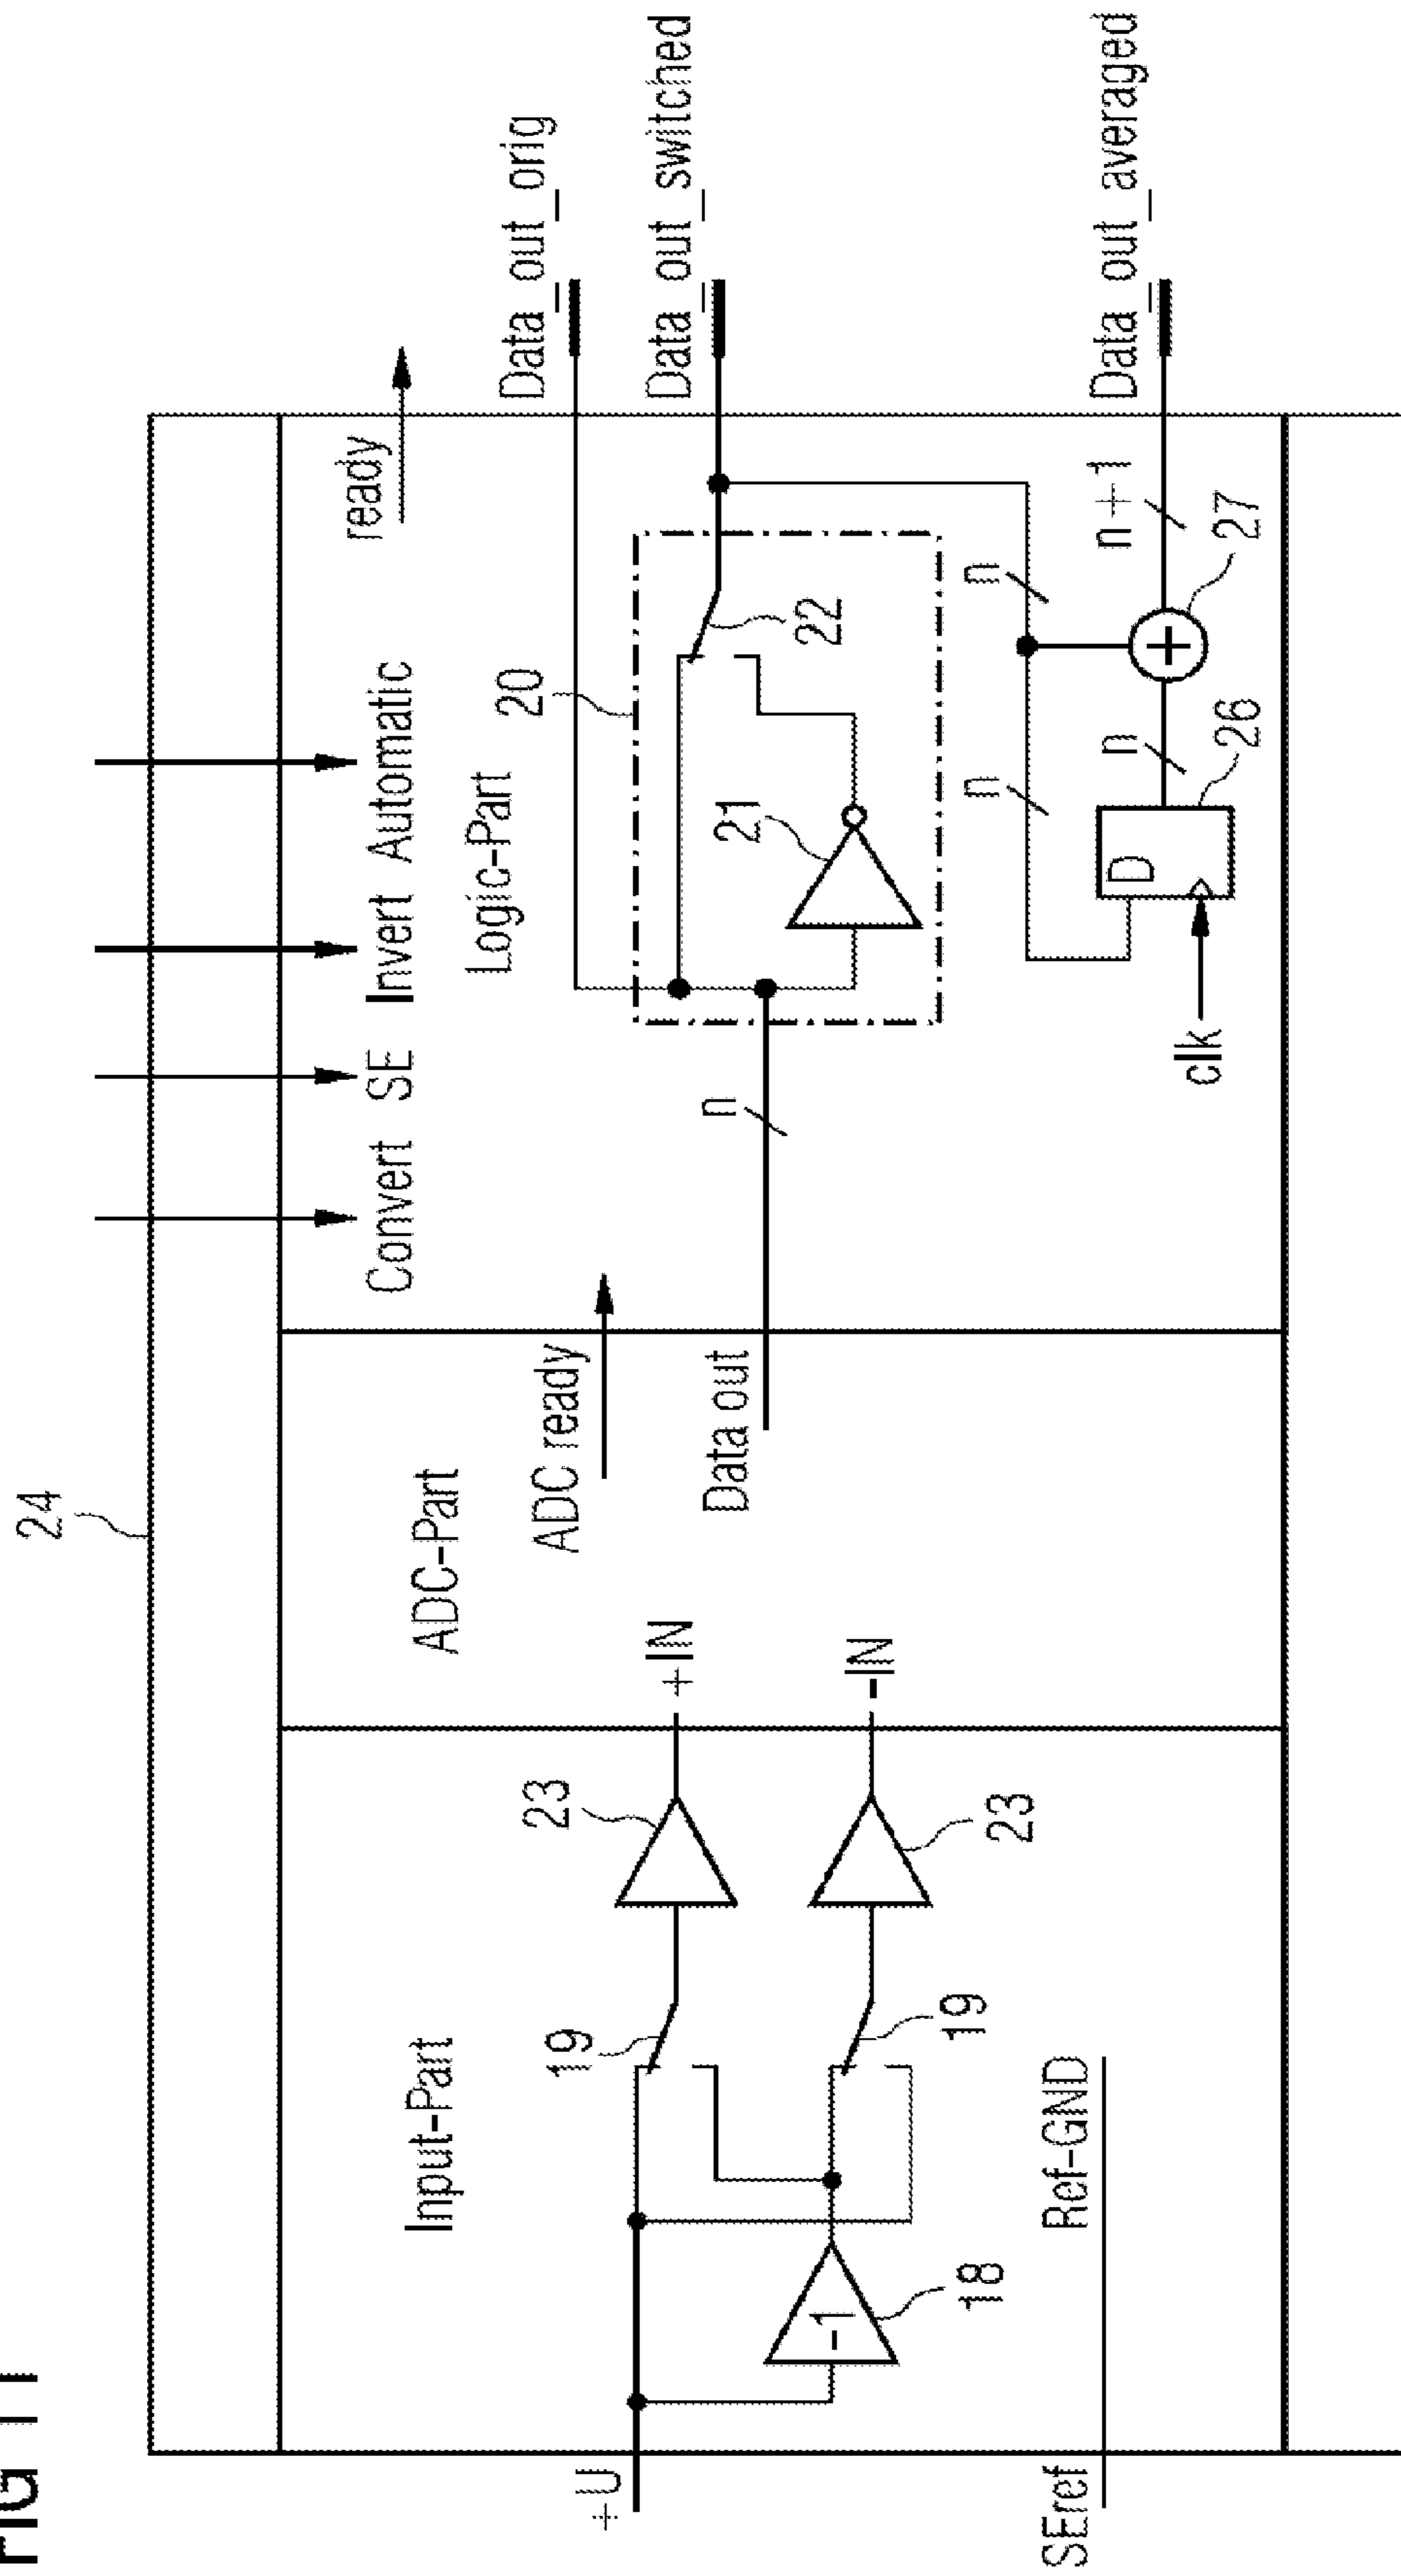 FIG 11
24
Convert SE Invert Automatic
ready
Input-Part
ADC-Part
Logic-Part
ADC ready
Data_out_orig
19
23
20
+U
+IN
Data out
n
Data_out_switched
21
22
-1
18
19
23
-IN
n
n
SEref
Ref-GND
clk
D
26
n
27
n+1
Data_out_averaged